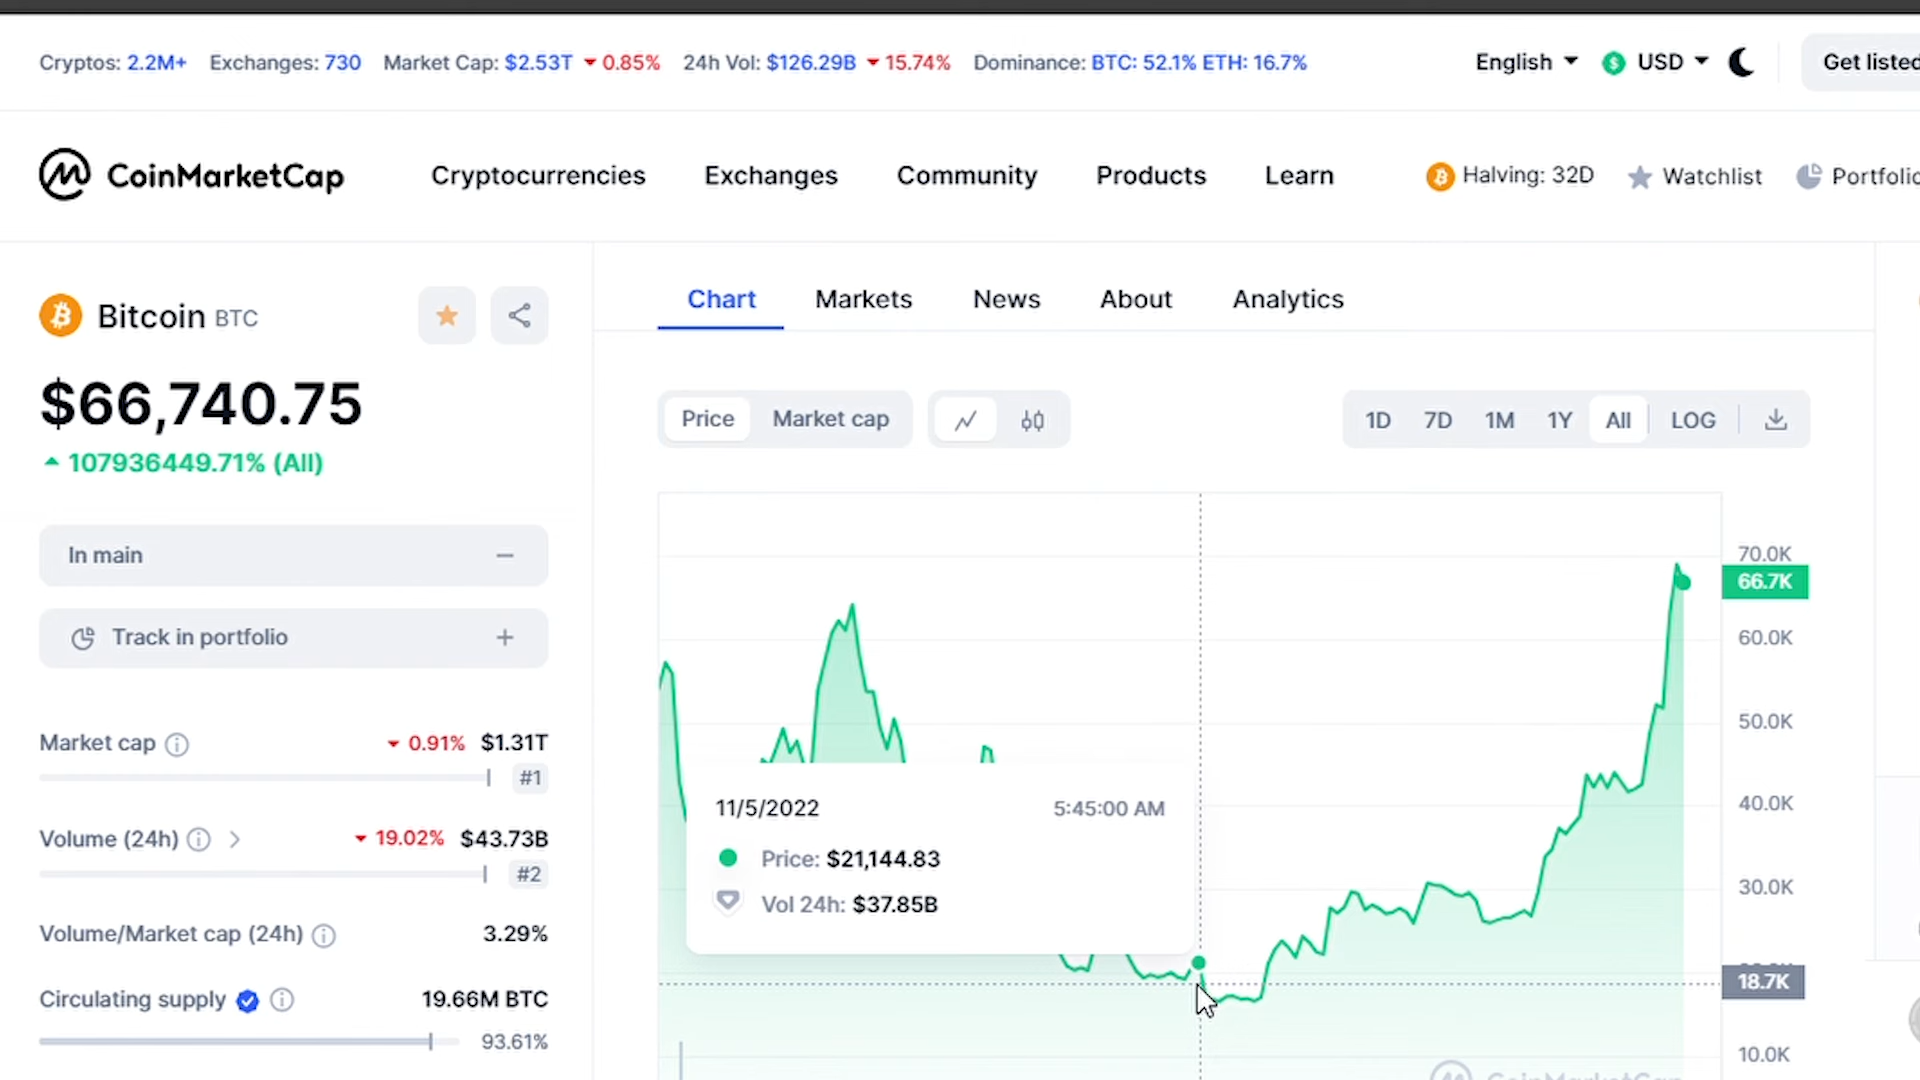 Cryptos: 2.2M+ Exchanges: 730 Market Cap: $2.53T 0.85% 24h Vol: $126.29B 15.74% Dominance: BTC: 52.1% ETH: 16.7% English USD Get listed
CoinMarketCap Cryptocurrencies Exchanges Community Products Learn Halving: 32D Watchlist Portfolio
Bitcoin BTC
$66,740.75
107936449.71% (All)
In main
Track in portfolio
Market cap 0.91% $1.31T
#1
Volume (24h) 19.02% $43.73B
#2
Volume/Market cap (24h) 3.29%
Circulating supply 19.66M BTC
93.61%
Chart Markets News About Analytics
Price Market cap 1D 7D 1M 1Y All LOG
70.0K
66.7K
60.0K
50.0K
40.0K
30.0K
18.7K
10.0K
11/5/2022 5:45:00 AM
Price: $21,144.83
Vol 24h: $37.85B
CoinMarketCap